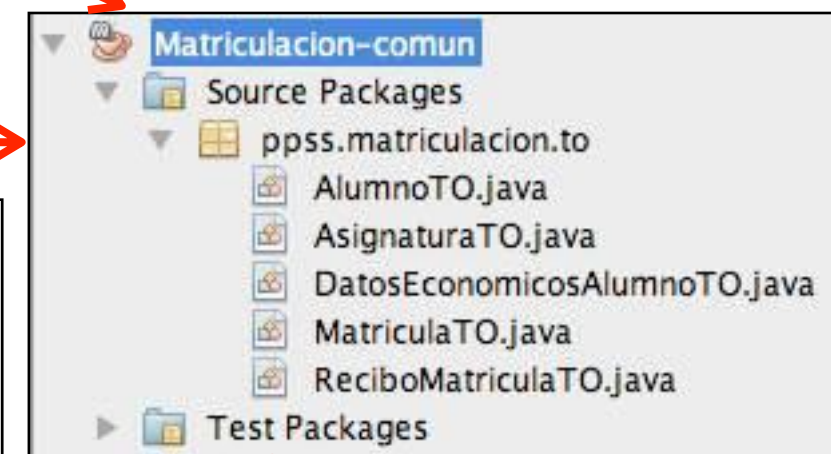 Matriculacion-comun
Source Packages
ppss.matriculacion.to
AlumnoTO.java
AsignaturaTO.java
DatosEconomicosAlumnoTO.java
MatriculaTO.java
ReciboMatriculaTO.java
Test Packages